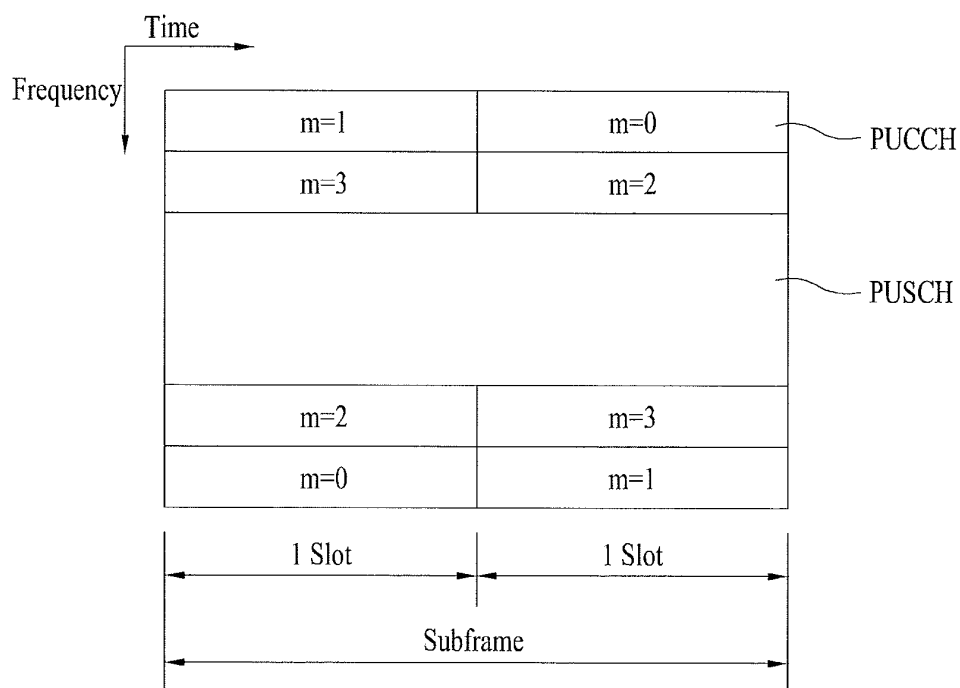 Time
Frequency
m=1 m=0
PUCCH
m=3 m=2
PUSCH
m=2 m=3
m=0 m=1
1 Slot 1 Slot
Subframe